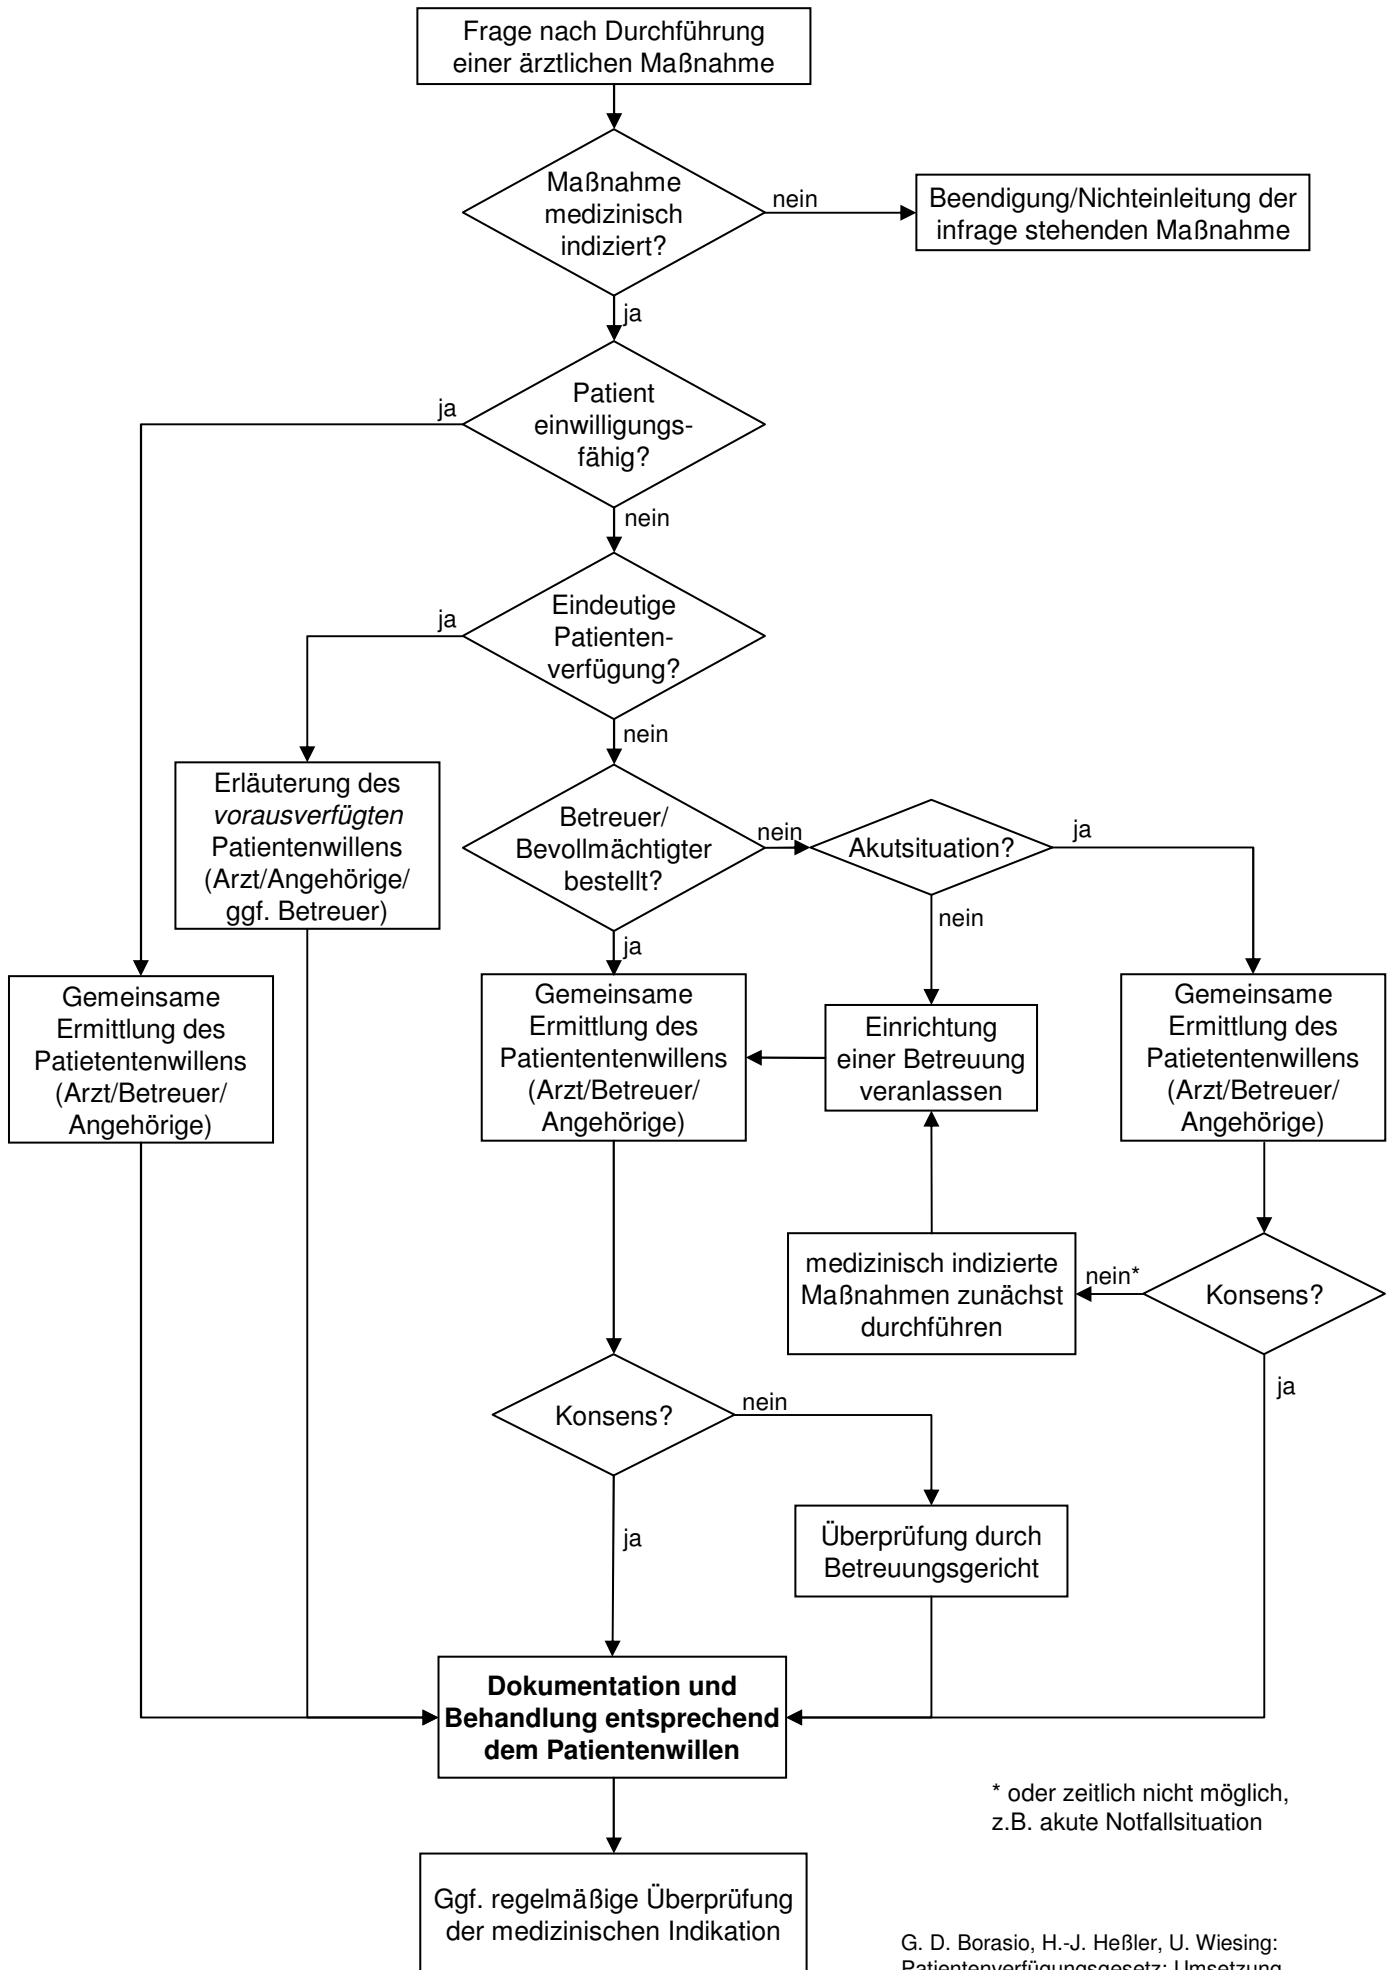 Frage nach Durchführung
einer ärztlichen Maßnahme
Maßnahme
medizinisch
indiziert?
nein
Beendigung/Nichteinleitung der
infrage stehenden Maßnahme
ja
Patient
einwilligungs-
fähig?
ja
nein
Eindeutige
Patienten-
verfügung?
ja
nein
Erläuterung des
vorausverfügten
Patientenwillens
(Arzt/Angehörige/
ggf. Betreuer)
Betreuer/
Bevollmächtigter
bestellt?
nein
Akutsituation?
ja
nein
ja
Gemeinsame
Ermittlung des
Patietentenwillens
(Arzt/Betreuer/
Angehörige)
Gemeinsame
Ermittlung des
Patiententenwillens
(Arzt/Betreuer/
Angehörige)
Einrichtung
einer Betreuung
veranlassen
Gemeinsame
Ermittlung des
Patietentenwillens
(Arzt/Betreuer/
Angehörige)
medizinisch indizierte
Maßnahmen zunächst
durchführen
nein*
Konsens?
ja
Konsens?
nein
ja
Überprüfung durch
Betreuungsgericht
Dokumentation und
Behandlung entsprechend
dem Patientenwillen
* oder zeitlich nicht möglich,
z.B. akute Notfallsituation
Ggf. regelmäßige Überprüfung
der medizinischen Indikation
G. D. Borasio, H.-J. Heßler, U. Wiesing:
Patientenverfügungsgesetz: Umsetzung